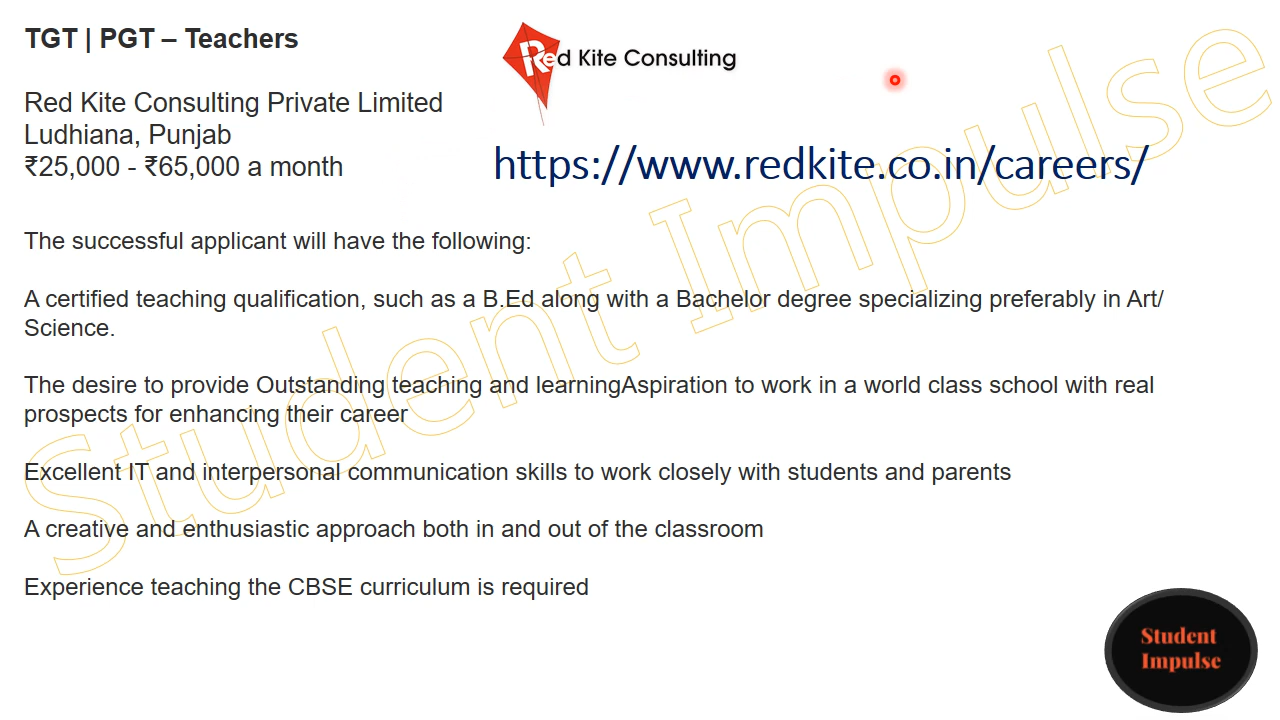 TGT | PGT – Teachers
Red Kite Consulting
Red Kite Consulting Private Limited
Ludhiana, Punjab
₹25,000 - ₹65,000 a month
https://www.redkite.co.in/careers/
The successful applicant will have the following:
A certified teaching qualification, such as a B.Ed along with a Bachelor degree specializing preferably in Art/
Science.
The desire to provide Outstanding teaching and learningAspiration to work in a world class school with real
prospects for enhancing their career
Excellent IT and interpersonal communication skills to work closely with students and parents
A creative and enthusiastic approach both in and out of the classroom
Experience teaching the CBSE curriculum is required
Student Impulse
Student
Impulse